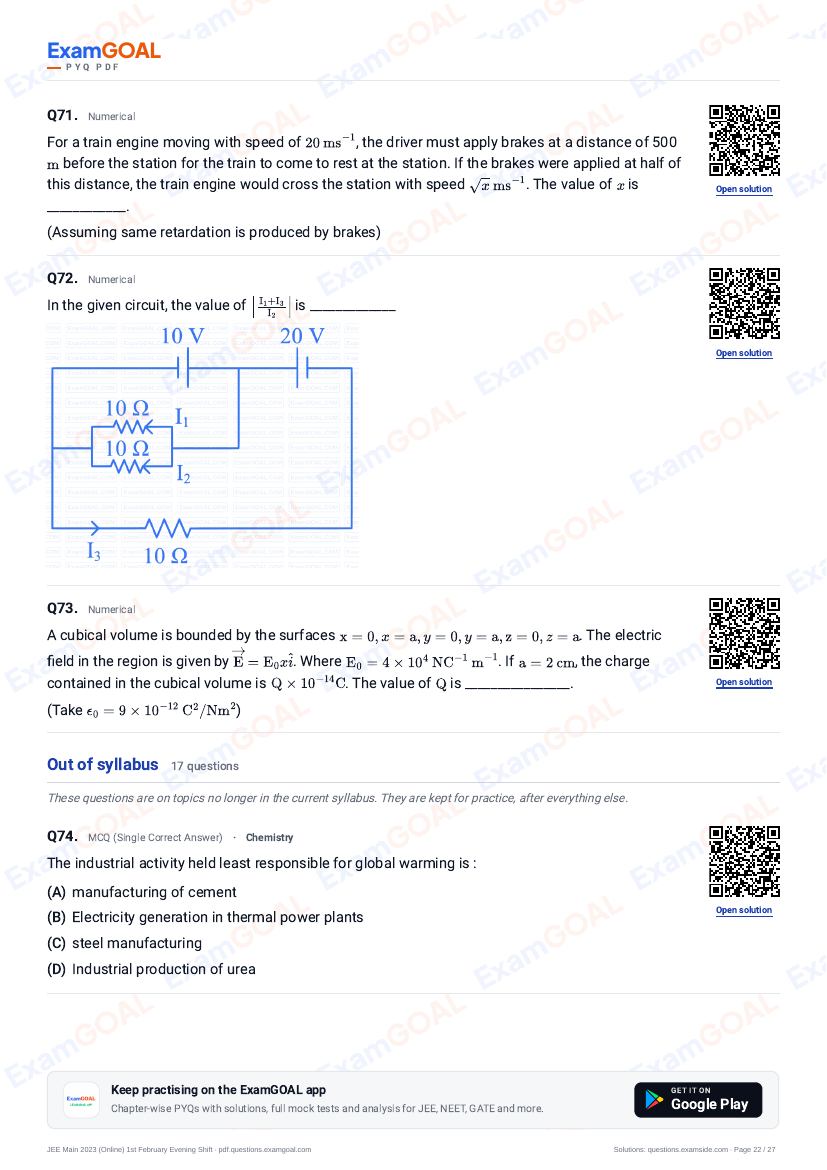 ExamGOAL
PYQ PDF
Q71. Numerical
For a train engine moving with speed of 20 ms⁻¹, the driver must apply brakes at a distance of 500
m before the station for the train to come to rest at the station. If the brakes were applied at half of
this distance, the train engine would cross the station with speed √x ms⁻¹. The value of x is
____________.
(Assuming same retardation is produced by brakes)
Open solution
Q72. Numerical
In the given circuit, the value of |(I₁+I₃)/I₂| is _____________
Open solution
10 V 20 V
10 Ω I₁
10 Ω
I₂
I₃ 10 Ω
Q73. Numerical
A cubical volume is bounded by the surfaces x = 0, x = a, y = 0, y = a, z = 0, z = a. The electric
field in the region is given by E⃗ = E₀xî. Where E₀ = 4 × 10⁴ NC⁻¹ m⁻¹. If a = 2 cm, the charge
contained in the cubical volume is Q × 10⁻¹⁴C. The value of Q is ________________.
(Take ϵ₀ = 9 × 10⁻¹² C²/Nm²)
Open solution
Out of syllabus 17 questions
These questions are on topics no longer in the current syllabus. They are kept for practice, after everything else.
Q74. MCQ (Single Correct Answer) · Chemistry
The industrial activity held least responsible for global warming is :
(A) manufacturing of cement
(B) Electricity generation in thermal power plants
(C) steel manufacturing
(D) Industrial production of urea
Open solution
ExamGOAL
Keep practising on the ExamGOAL app
Chapter-wise PYQs with solutions, full mock tests and analysis for JEE, NEET, GATE and more.
GET IT ON
Google Play
JEE Main 2023 (Online) 1st February Evening Shift · pdf.questions.examgoal.com
Solutions: questions.examside.com · Page 22 / 27